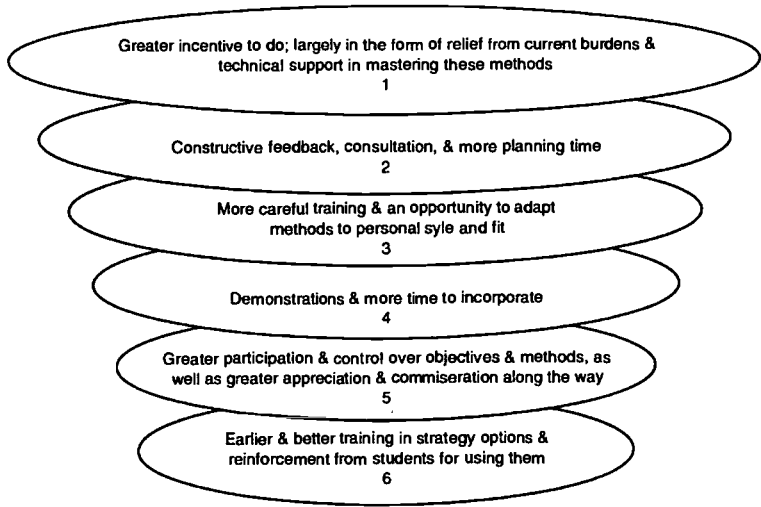 Greater incentive to do; largely in the form of relief from current burdens &
technical support in mastering these methods
1
Constructive feedback, consultation, & more planning time
2
More careful training & an opportunity to adapt
methods to personal syle and fit
3
Demonstrations & more time to incorporate
4
Greater participation & control over objectives & methods, as
well as greater appreciation & commiseration along the way
5
Earlier & better training in strategy options &
reinforcement from students for using them
6